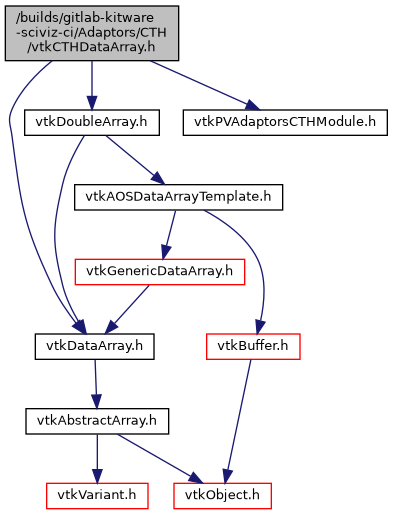 /builds/gitlab-kitware
-sciviz-ci/Adaptors/CTH
/vtkCTHDataArray.h
vtkDoubleArray.h
vtkPVAdaptorsCTHModule.h
vtkAOSDataArrayTemplate.h
vtkGenericDataArray.h
vtkDataArray.h
vtkBuffer.h
vtkAbstractArray.h
vtkVariant.h
vtkObject.h